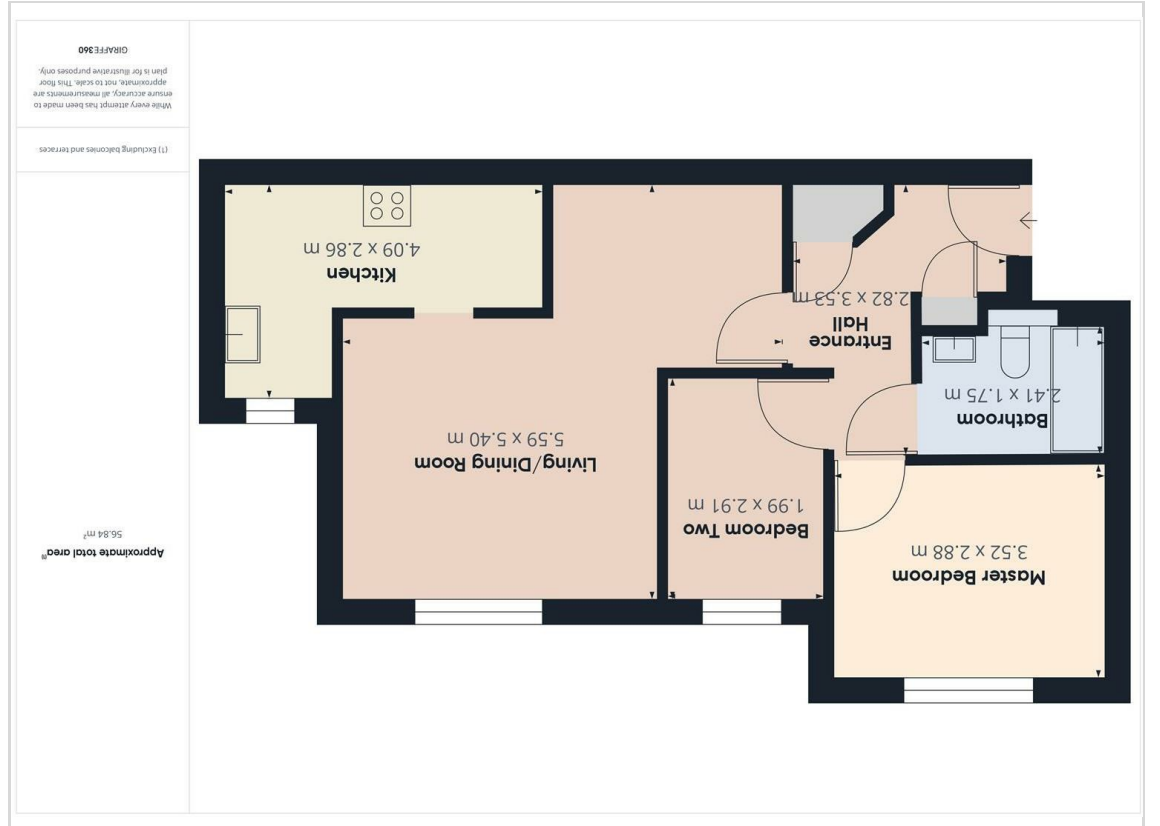 Master Bedroom
3.52 x 2.88 m
Bedroom Two
1.99 x 2.91 m
Living/Dining Room
5.59 x 5.40 m
Bathroom
2.41 x 1.75 m
Entrance
Hall
2.82 x 3.53 m
Kitchen
4.09 x 2.86 m
Approximate total area⁽¹⁾
56.84 m²
(1) Excluding balconies and terraces
While every attempt has been made to
ensure accuracy, all measurements are
approximate, not to scale. This floor
plan is for illustrative purposes only.
GIRAFFE360